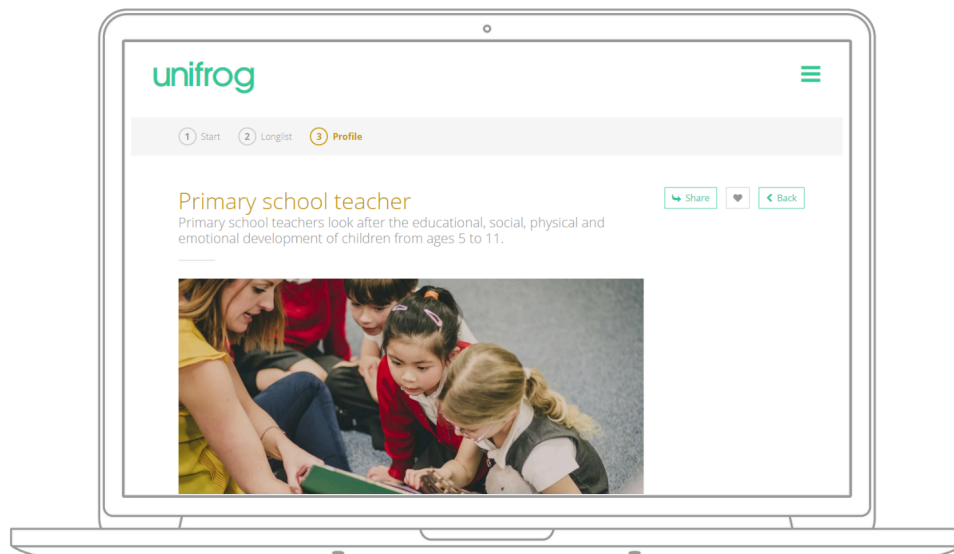 unifrog
1 Start 2 Longlist 3 Profile
Primary school teacher
Share Back
Primary school teachers look after the educational, social, physical and
emotional development of children from ages 5 to 11.